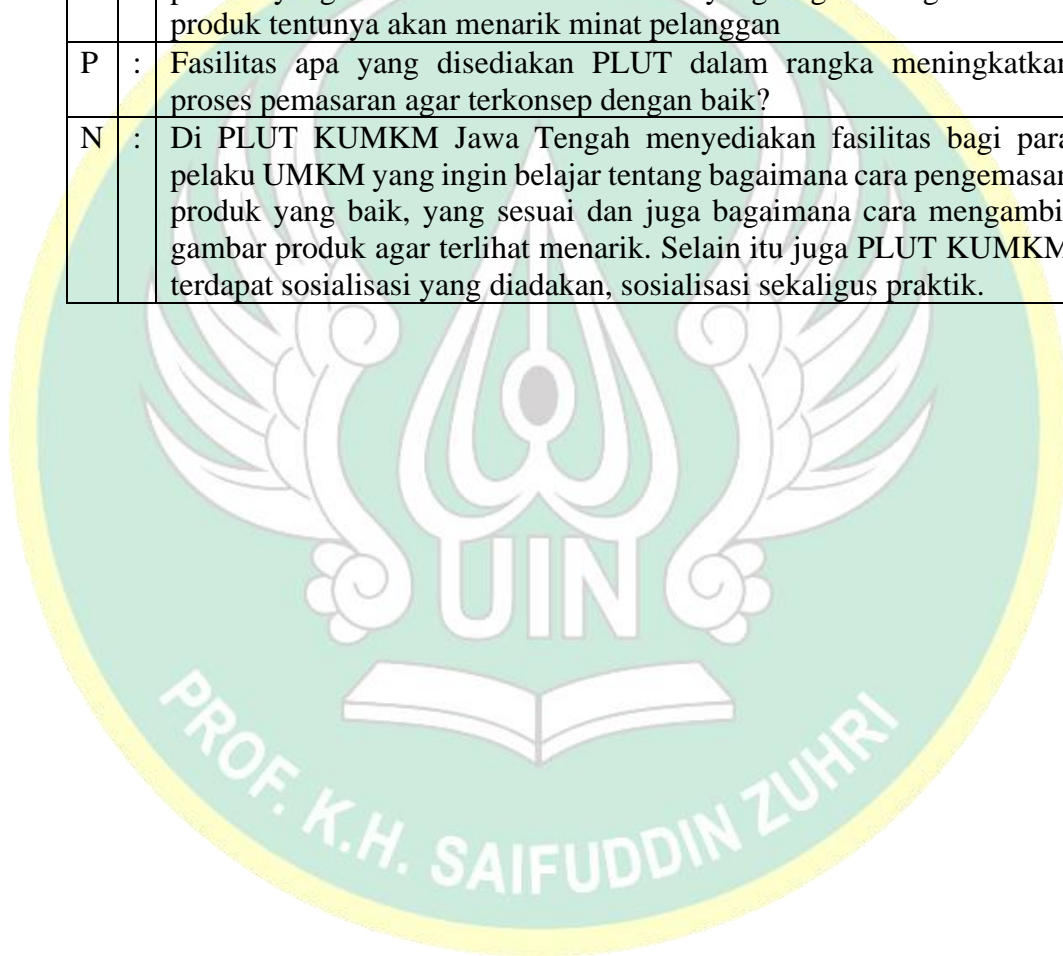 produk tentunya akan menarik minat pelanggan
P : Fasilitas apa yang disediakan PLUT dalam rangka meningkatkan
proses pemasaran agar terkonsep dengan baik?
N : Di PLUT KUMKM Jawa Tengah menyediakan fasilitas bagi para
pelaku UMKM yang ingin belajar tentang bagaimana cara pengemasan
produk yang baik, yang sesuai dan juga bagaimana cara mengambil
gambar produk agar terlihat menarik. Selain itu juga PLUT KUMKM
terdapat sosialisasi yang diadakan, sosialisasi sekaligus praktik.
UIN
PROF. K.H. SAIFUDDIN ZUHRI